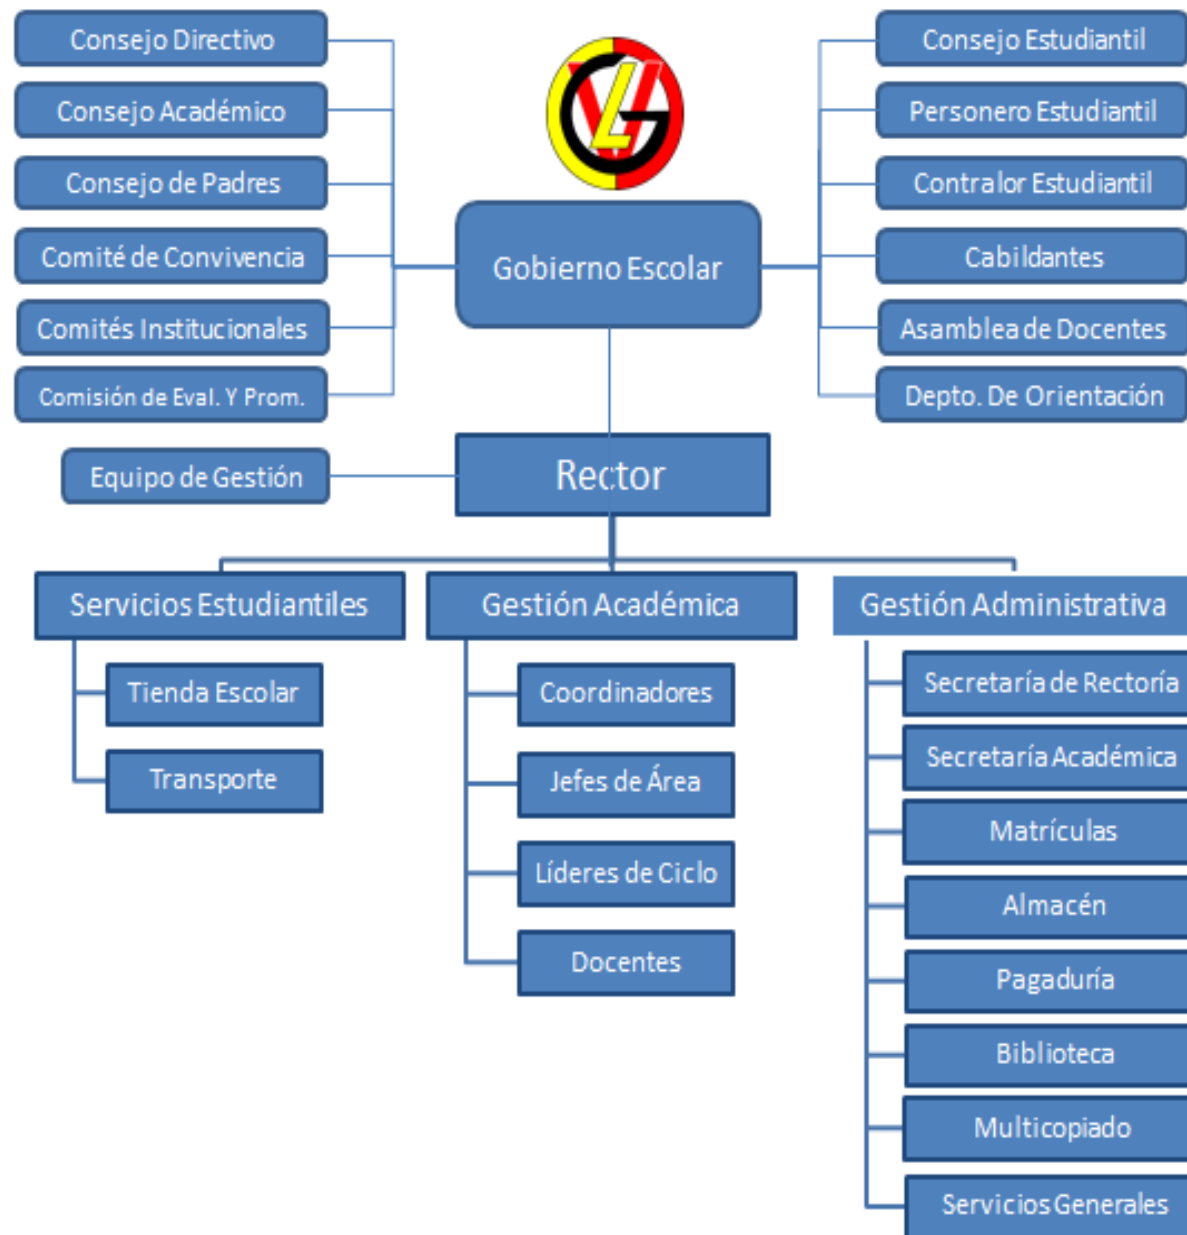 Consejo Directivo
Consejo Académico
Consejo de Padres
Comité de Convivencia
Comités Institucionales
Comisión de Eval. Y Prom.
Gobierno Escolar
Consejo Estudiantil
Personero Estudiantil
Contralor Estudiantil
Cabildantes
Asamblea de Docentes
Depto. De Orientación
Equipo de Gestión
Rector
Servicios Estudiantiles
Tienda Escolar
Transporte
Gestión Académica
Coordinadores
Jefes de Área
Líderes de Ciclo
Docentes
Gestión Administrativa
Secretaría de Rectoría
Secretaría Académica
Matrículas
Almacén
Pagaduría
Biblioteca
Multicopiado
Servicios Generales